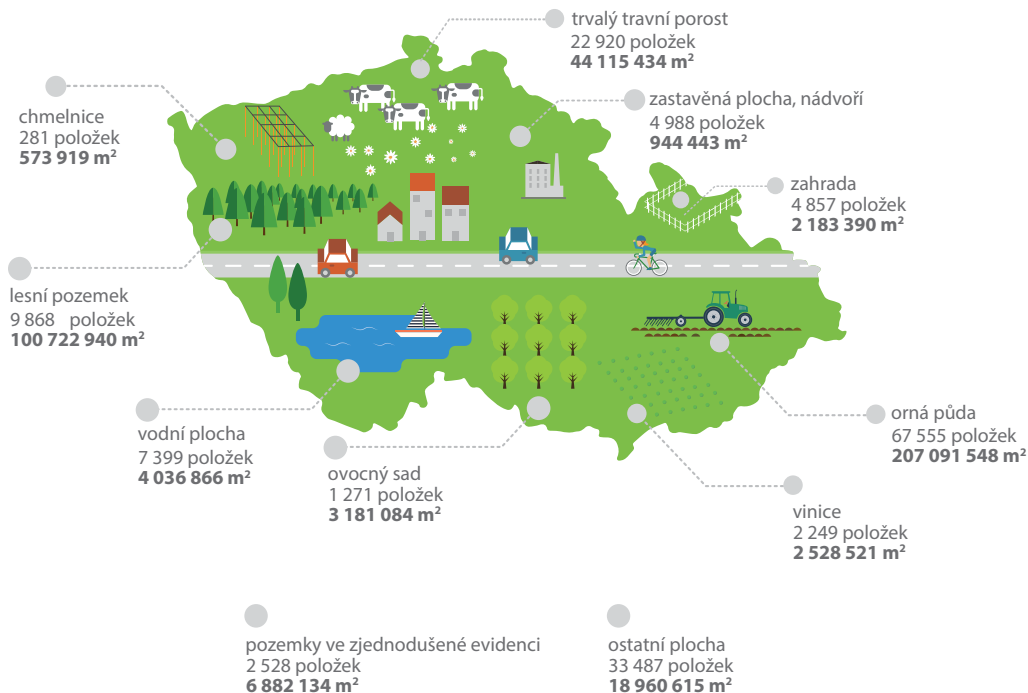 trvalý travní porost
22 920 položek
44 115 434 m²
zastavěná plocha, nádvoří
4 988 položek
944 443 m²
chmelnice
281 položek
573 919 m²
zahrada
4 857 položek
2 183 390 m²
lesní pozemek
9 868 položek
100 722 940 m²
orná půda
67 555 položek
207 091 548 m²
vodní plocha
7 399 položek
4 036 866 m²
ovocný sad
1 271 položek
3 181 084 m²
vinice
2 249 položek
2 528 521 m²
pozemky ve zjednodušené evidenci
2 528 položek
6 882 134 m²
ostatní plocha
33 487 položek
18 960 615 m²